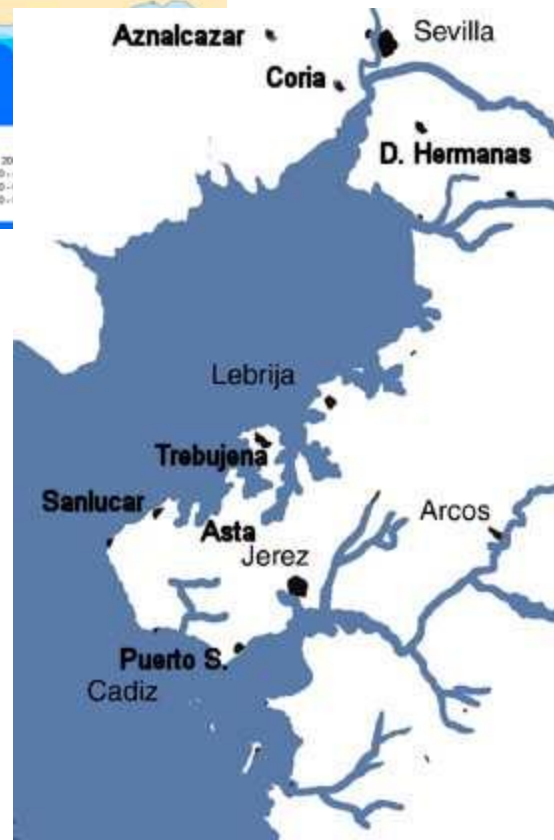 Aznalcazar
Sevilla
Coria
D. Hermanas
Lebrija
Trebujena
Sanlucar
Asta
Arcos
Jerez
Puerto S.
Cadiz